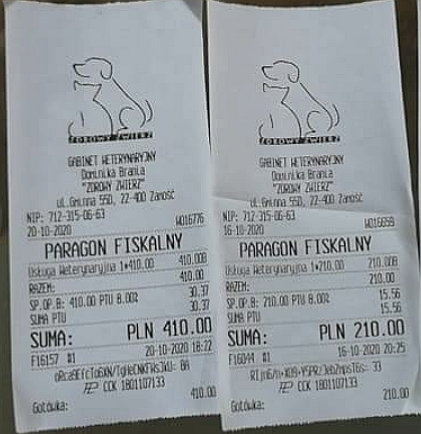 ZDROWY ZWIERZ
GABINET WETERYNARYJNY
Dominika Brania
"ZDROWY ZWIERZ"
ul.Gminna 55D, 22-400 Zamość
NIP: 712-315-06-63
W016776
20-10-2020
PARAGON FISKALNY
Usługa Weterynaryjna 1*410.00 410.00B
RAZEM: 410.00
SP.OP.B: 410.00 PTU 8.00% 30.37
SUMA PTU 30.37
SUMA: PLN 410.00
F16157 #1 20-10-2020 18:22
CCK 1801107133
Gotówka: 410.00
ZDROWY ZWIERZ
GABINET WETERYNARYJNY
Dominika Brania
"ZDROWY ZWIERZ"
ul.Gminna 55D, 22-400 Zamość
NIP: 712-315-06-63
W016659
16-10-2020
PARAGON FISKALNY
Usługa Weterynaryjna 1*210.00 210.00B
RAZEM: 210.00
SP.OP.B: 210.00 PTU 8.00% 15.56
SUMA PTU 15.56
SUMA: PLN 210.00
F16044 #1 16-10-2020 20:25
CCK 1801107133
Gotówka: 210.00